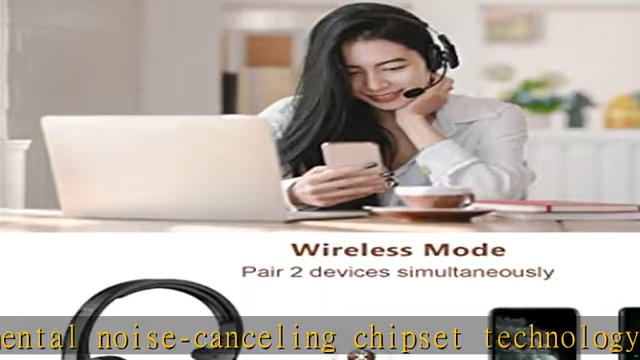 Wireless Mode
Pair 2 devices simultaneously
ental noise-canceling chipset technology